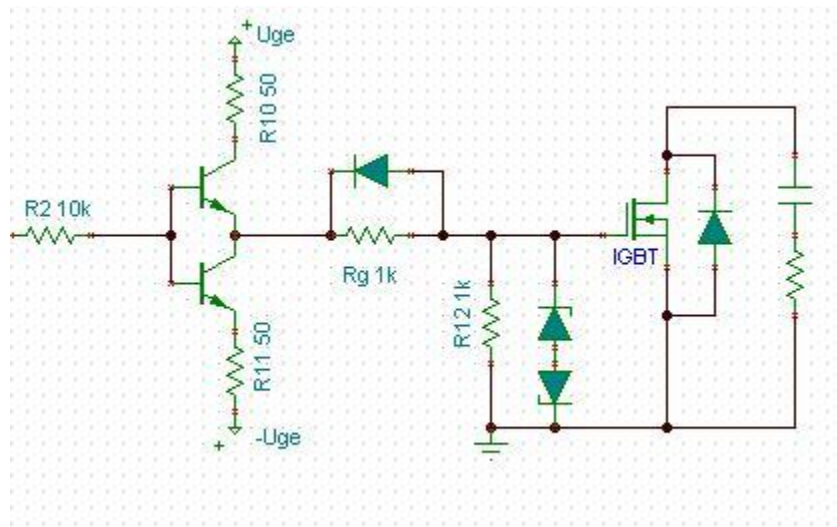 + Uge
R10 50
R2 10k
Rg 1k
IGBT
R12 1k
R11 50
+ -Uge